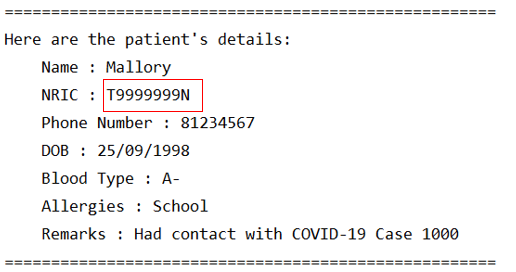 =====================================================
Here are the patient's details:
Name : Mallory
NRIC : T9999999N
Phone Number : 81234567
DOB : 25/09/1998
Blood Type : A-
Allergies : School
Remarks : Had contact with COVID-19 Case 1000
=====================================================